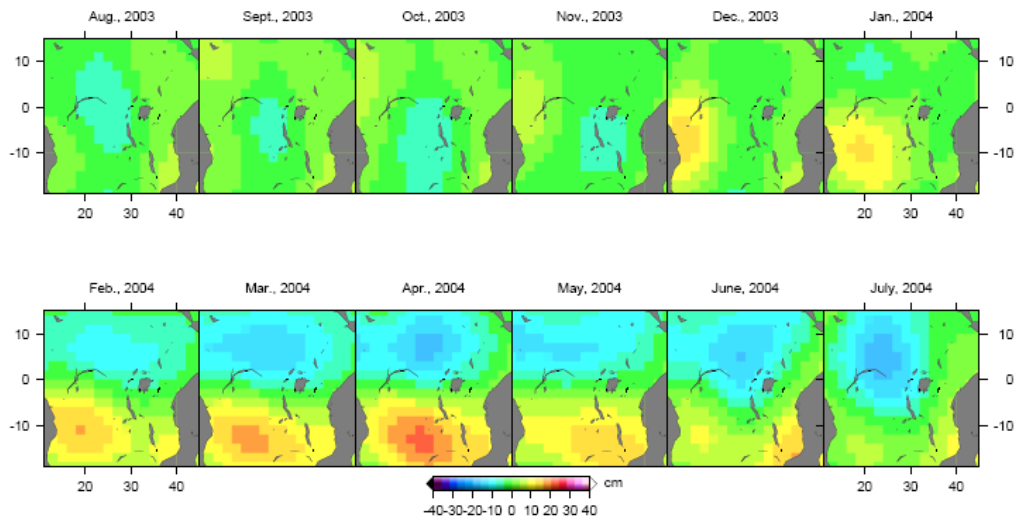 Aug., 2003 Sept., 2003 Oct., 2003 Nov., 2003 Dec., 2003 Jan., 2004
10 10
0 0
-10 -10
20 30 40 20 30 40
Feb., 2004 Mar., 2004 Apr., 2004 May, 2004 June, 2004 July, 2004
10 10
0 0
-10 -10
20 30 40 20 30 40
cm
-40 -30 -20 -10 0 10 20 30 40